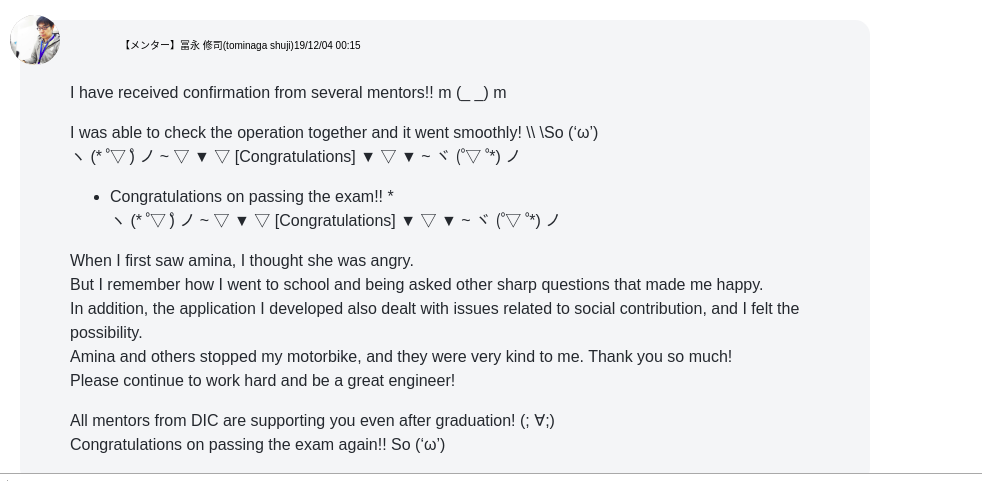 【メンター】冨永 修司(tominaga shuji)19/12/04 00:15
I have received confirmation from several mentors!! m (_ _) m
I was able to check the operation together and it went smoothly! \\ \So (‘ω’)
ヽ (* ﾟ▽ ﾟ) ノ ~ ▽ ▼ ▽ [Congratulations] ▼ ▽ ▼ ~ ヾ (ﾟ▽ ﾟ*) ノ
• Congratulations on passing the exam!! *
ヽ (* ﾟ▽ ﾟ) ノ ~ ▽ ▼ ▽ [Congratulations] ▼ ▽ ▼ ~ ヾ (ﾟ▽ ﾟ*) ノ
When I first saw amina, I thought she was angry.
But I remember how I went to school and being asked other sharp questions that made me happy.
In addition, the application I developed also dealt with issues related to social contribution, and I felt the
possibility.
Amina and others stopped my motorbike, and they were very kind to me. Thank you so much!
Please continue to work hard and be a great engineer!
All mentors from DIC are supporting you even after graduation! (; ∀;)
Congratulations on passing the exam again!! So (‘ω’)